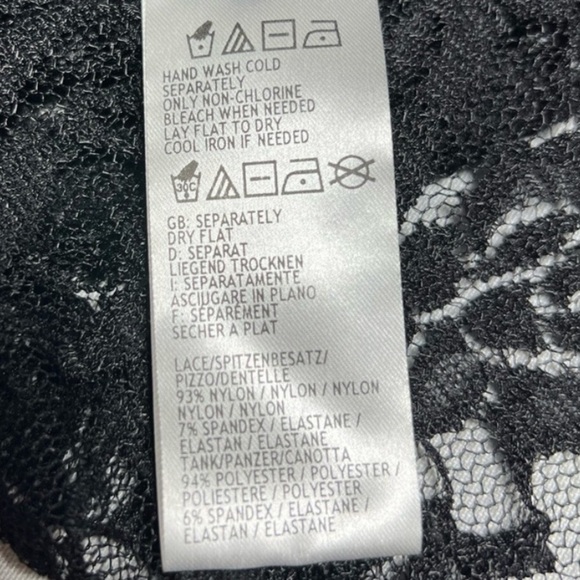 HAND WASH COLD
SEPARATELY
ONLY NON-CHLORINE
BLEACH WHEN NEEDED
LAY FLAT TO DRY
COOL IRON IF NEEDED
30C
GB: SEPARATELY
DRY FLAT
D: SEPARAT
LIEGEND TROCKNEN
I: SEPARATAMENTE
ASCIUGARE IN PLANO
F: SÉPARÉMENT
SECHER A PLAT
LACE/SPITZENBESATZ/
PIZZO/DENTELLE
93% NYLON / NYLON / NYLON
NYLON / NYLON
7% SPANDEX / ELASTANE /
ELASTAN / ELASTANE
TANK/PANZER/CANOTTA
94% POLYESTER / POLYESTER /
POLIESTERE / POLYESTER
6% SPANDEX / ELASTANE /
ELASTAN / ELASTANE